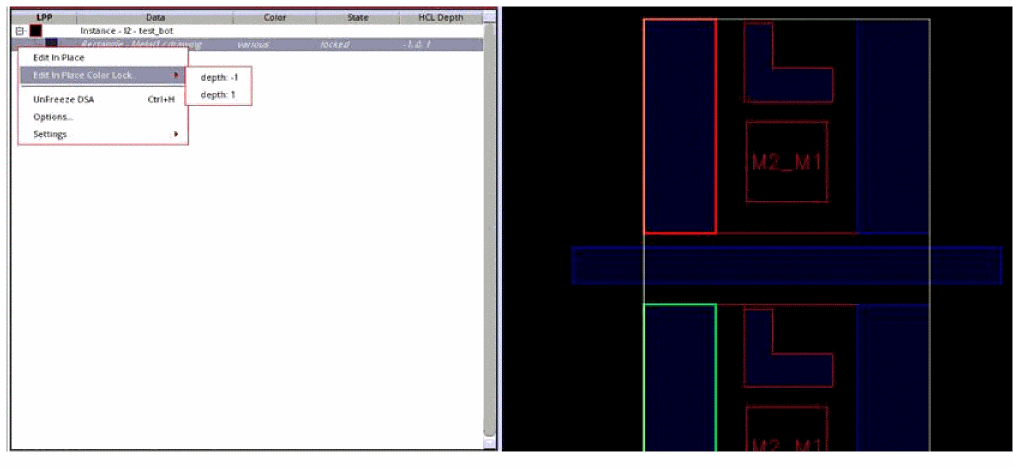 LPP Data Color State HCL Depth
Instance - I2 - test_bot
Rectangle - Metal1 : drawing various locked -1, 0, 1
Edit In Place
Edit In Place Color Lock
depth: -1
depth: 1
UnFreeze DSA Ctrl+H
Options...
Settings
M2_M1
M2_M1